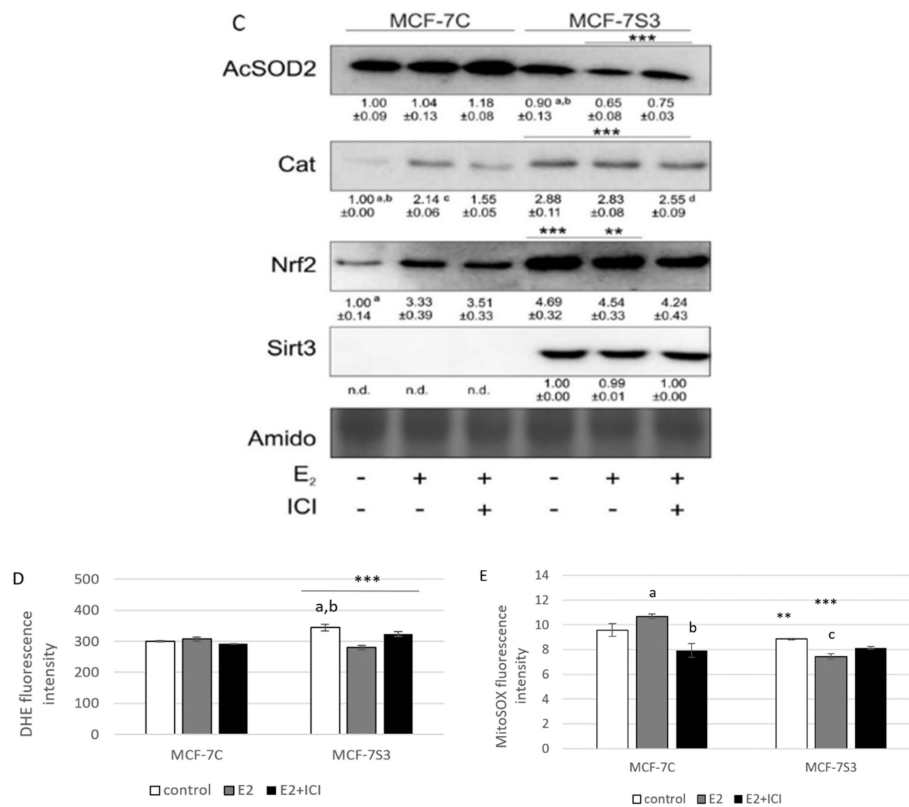 C
MCF-7C MCF-7S3
***
AcSOD2
1.00 1.04 1.18 0.90 a,b 0.65 0.75
±0.09 ±0.13 ±0.08 ±0.13 ±0.08 ±0.03
***
Cat
1.00 a,b 2.14 c 1.55 2.88 2.83 2.55 d
±0.00 ±0.06 ±0.05 ±0.11 ±0.08 ±0.09
*** **
Nrf2
1.00 a 3.33 3.51 4.69 4.54 4.24
±0.14 ±0.39 ±0.33 ±0.32 ±0.33 ±0.43
Sirt3
n.d. n.d. n.d. 1.00 0.99 1.00
±0.00 ±0.01 ±0.00
Amido
E₂ - + + - + +
ICI - - + - - +
D
500
400
300
200
100
0
DHE fluorescence
intensity
***
a,b
MCF-7C MCF-7S3
control E2 E2+ICI
E
14
12
10
8
6
4
2
0
MitoSOX fluorescence
intensity
a
b
** ***
c
MCF-7C MCF-7S3
control E2 E2+ICI